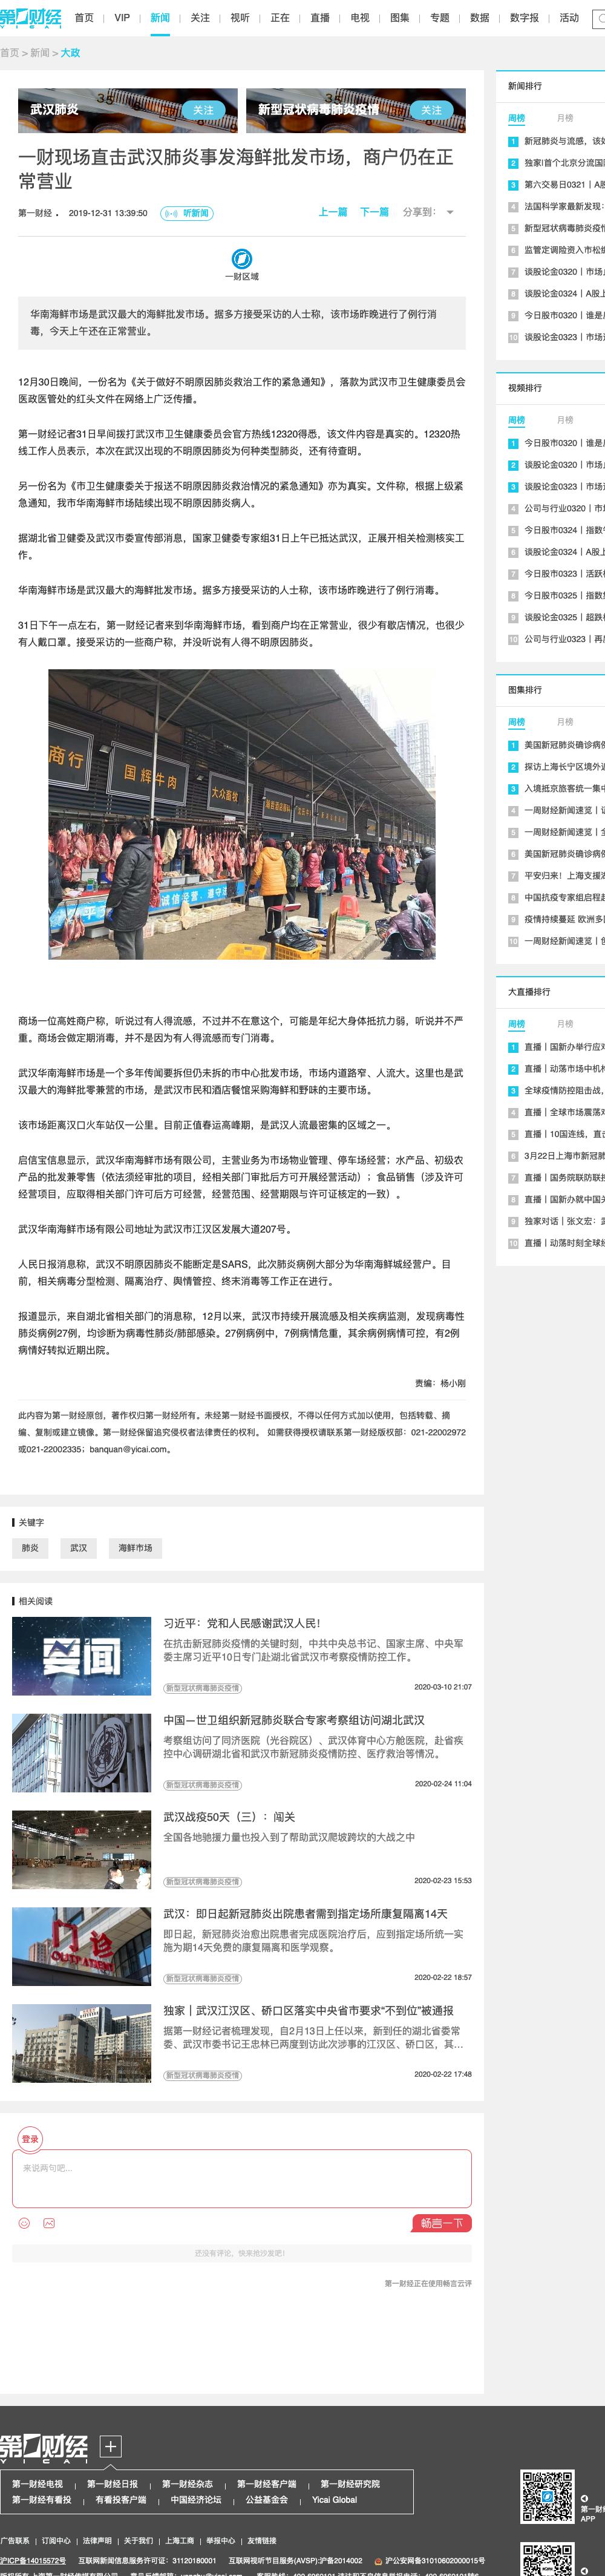 第一财经
YICAI
首页 | VIP | 新闻 | 关注 | 视听 | 正在 | 直播 | 电视 | 图集 | 专题 | 数据 | 数字报 | 活动
首页 > 新闻 > 大政
武汉肺炎 关注
新型冠状病毒肺炎疫情 关注
一财现场直击武汉肺炎事发海鲜批发市场，商户仍在正
常营业
第一财经 • 2019-12-31 13:39:50 听新闻 上一篇 下一篇 分享到：
一财区域
华南海鲜市场是武汉最大的海鲜批发市场。据多方接受采访的人士称，该市场昨晚进行了例行消
毒，今天上午还在正常营业。
12月30日晚间，一份名为《关于做好不明原因肺炎救治工作的紧急通知》，落款为武汉市卫生健康委员会
医政医管处的红头文件在网络上广泛传播。
第一财经记者31日早间拨打武汉市卫生健康委员会官方热线12320得悉，该文件内容是真实的。12320热
线工作人员表示，本次在武汉出现的不明原因肺炎为何种类型肺炎，还有待查明。
另一份名为《市卫生健康委关于报送不明原因肺炎救治情况的紧急通知》亦为真实。文件称，根据上级紧
急通知，我市华南海鲜市场陆续出现不明原因肺炎病人。
据湖北省卫健委及武汉市委宣传部消息，国家卫健委专家组31日上午已抵达武汉，正展开相关检测核实工
作。
华南海鲜市场是武汉最大的海鲜批发市场。据多方接受采访的人士称，该市场昨晚进行了例行消毒。
31日下午一点左右，第一财经记者来到华南海鲜市场，看到商户均在正常营业，很少有歇店情况，也很少
有人戴口罩。接受采访的一些商户称，并没听说有人得不明原因肺炎。
商行
国辉牛肉
大众畜牧
诚信经营、遵守
商场一位高姓商户称，听说过有人得流感，不过并不在意这个，可能是年纪大身体抵抗力弱，听说并不严
重。商场会做定期消毒，并不是因为有人得流感而专门消毒。
武汉华南海鲜市场是一个多年传闻要拆但仍未拆的市中心批发市场，市场内道路窄、人流大。这里也是武
汉最大的海鲜批零兼营的市场，是武汉市民和酒店餐馆采购海鲜和野味的主要市场。
该市场距离汉口火车站仅一公里。目前正值春运高峰期，是武汉人流最密集的区域之一。
启信宝信息显示，武汉华南海鲜市场有限公司，主营业务为市场物业管理、停车场经营；水产品、初级农
产品的批发兼零售（依法须经审批的项目，经相关部门审批后方可开展经营活动）；食品销售（涉及许可
经营项目，应取得相关部门许可后方可经营，经营范围、经营期限与许可证核定的一致）。
武汉华南海鲜市场有限公司地址为武汉市江汉区发展大道207号。
人民日报消息称，武汉不明原因肺炎不能断定是SARS，此次肺炎病例大部分为华南海鲜城经营户。目
前，相关病毒分型检测、隔离治疗、舆情管控、终末消毒等工作正在进行。
报道显示，来自湖北省相关部门的消息称，12月以来，武汉市持续开展流感及相关疾病监测，发现病毒性
肺炎病例27例，均诊断为病毒性肺炎/肺部感染。27例病例中，7例病情危重，其余病例病情可控，有2例
病情好转拟近期出院。
责编：杨小刚
此内容为第一财经原创，著作权归第一财经所有。未经第一财经书面授权，不得以任何方式加以使用，包括转载、摘
编、复制或建立镜像。第一财经保留追究侵权者法律责任的权利。 如需获得授权请联系第一财经版权部：021-22002972
或021-22002335；banquan@yicai.com。
关键字
肺炎 武汉 海鲜市场
相关阅读
要闻
习近平：党和人民感谢武汉人民！
在抗击新冠肺炎疫情的关键时刻，中共中央总书记、国家主席、中央军
委主席习近平10日专门赴湖北省武汉市考察疫情防控工作。
新型冠状病毒肺炎疫情 2020-03-10 21:07
中国—世卫组织新冠肺炎联合专家考察组访问湖北武汉
考察组访问了同济医院（光谷院区）、武汉体育中心方舱医院，赴省疾
控中心调研湖北省和武汉市新冠肺炎疫情防控、医疗救治等情况。
新型冠状病毒肺炎疫情 2020-02-24 11:04
武汉战疫50天（三）：闯关
全国各地驰援力量也投入到了帮助武汉爬坡跨坎的大战之中
新型冠状病毒肺炎疫情 2020-02-23 15:53
门诊
武汉：即日起新冠肺炎出院患者需到指定场所康复隔离14天
即日起，新冠肺炎治愈出院患者完成医院治疗后，应到指定场所统一实
施为期14天免费的康复隔离和医学观察。
新型冠状病毒肺炎疫情 2020-02-22 18:57
独家丨武汉江汉区、硚口区落实中央省市要求“不到位”被通报
据第一财经记者梳理发现，自2月13日上任以来，新到任的湖北省委常
委、武汉市委书记王忠林已两度到访此次涉事的江汉区、硚口区，其...
新型冠状病毒肺炎疫情 2020-02-22 17:48
登录
来说两句吧...
畅言一下
还没有评论，快来抢沙发吧！
第一财经正在使用畅言云评
新闻排行
周榜 月榜
1 新冠肺炎与流感，该如
2 独家|首个北京分流国际
3 第六交易日0321丨A股
4 法国科学家最新发现：
5 新型冠状病毒肺炎疫情
6 监管定调险资入市松绑
7 谈股论金0320丨市场
8 谈股论金0324丨A股上
9 今日股市0320丨谁是
10 谈股论金0323丨市场
视频排行
周榜 月榜
1 今日股市0320丨谁是
2 谈股论金0320丨市场
3 谈股论金0323丨市场
4 公司与行业0320丨市
5 今日股市0324丨指数
6 谈股论金0324丨A股上
7 今日股市0323丨活跃
8 今日股市0325丨指数
9 谈股论金0325丨超跌
10 公司与行业0323丨再
图集排行
周榜 月榜
1 美国新冠肺炎确诊病例
2 探访上海长宁区境外返
3 入境抵京旅客统一集中
4 一周财经新闻速览丨
5 一周财经新闻速览丨全
6 美国新冠肺炎确诊病例
7 平安归来！上海支援湖
8 中国抗疫专家组启程赴
9 疫情持续蔓延 欧洲多
10 一周财经新闻速览丨
大直播排行
周榜 月榜
1 直播丨国新办举行应对
2 直播丨动荡市场中机构
3 全球疫情防控阻击战，
4 直播丨全球市场震荡
5 直播丨10国连线，直击
6 3月22日上海市新冠肺
7 直播丨国务院联防联控
8 直播丨国新办就中国关
9 独家对话丨张文宏：
10 直播丨动荡时刻全球经
第一财经
YICAI
第一财经电视 | 第一财经日报 | 第一财经杂志 | 第一财经客户端 | 第一财经研究院
第一财经有看投 | 有看投客户端 | 中国经济论坛 | 公益基金会 | Yicai Global
第一财经
APP
广告联系 | 订阅中心 | 法律声明 | 关于我们 | 上海工商 | 举报中心 | 友情链接
沪ICP备14015572号 互联网新闻信息服务许可证：31120180001 互联网视听节目服务(AVSP):沪备2014002 沪公安网备31010602000015号